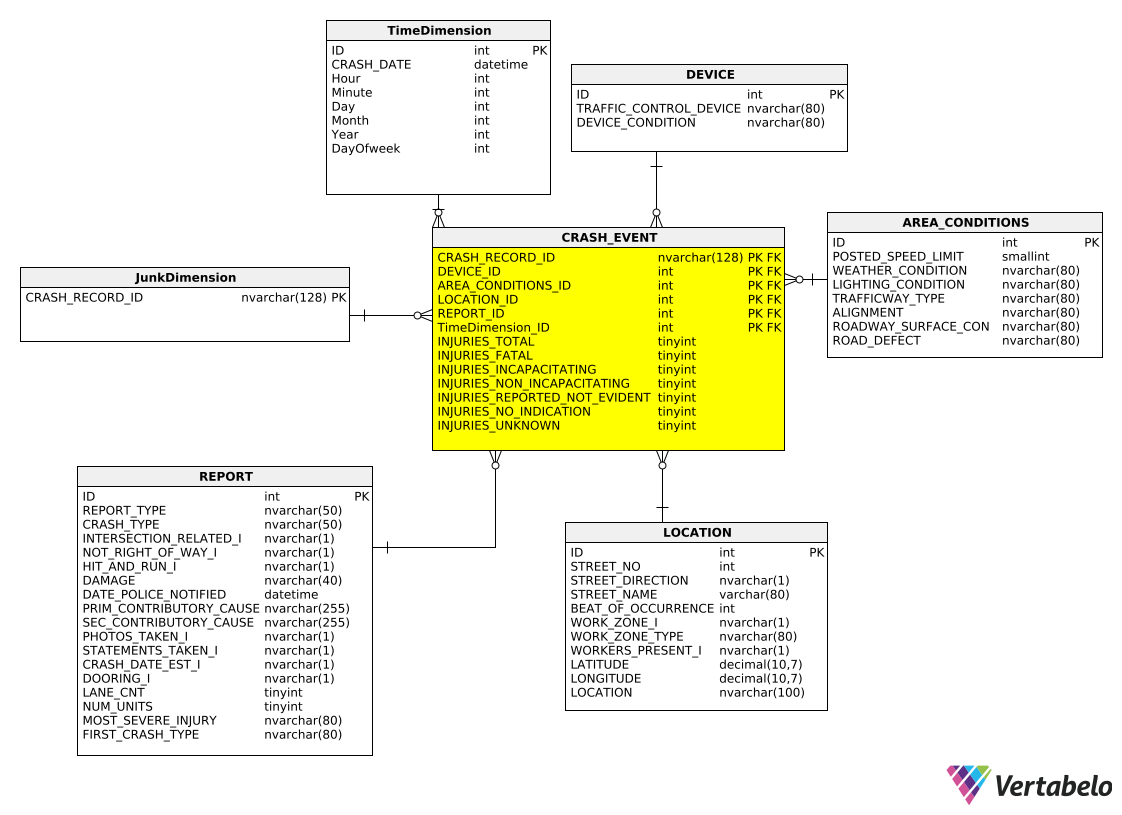 TimeDimension
ID int PK
CRASH_DATE datetime
Hour int
Minute int
Day int
Month int
Year int
DayOfweek int
DEVICE
ID int PK
TRAFFIC_CONTROL_DEVICE nvarchar(80)
DEVICE_CONDITION nvarchar(80)
AREA_CONDITIONS
ID int PK
POSTED_SPEED_LIMIT smallint
WEATHER_CONDITION nvarchar(80)
LIGHTING_CONDITION nvarchar(80)
TRAFFICWAY_TYPE nvarchar(80)
ALIGNMENT nvarchar(80)
ROADWAY_SURFACE_CON nvarchar(80)
ROAD_DEFECT nvarchar(80)
CRASH_EVENT
CRASH_RECORD_ID nvarchar(128) PK FK
DEVICE_ID int PK FK
AREA_CONDITIONS_ID int PK FK
LOCATION_ID int PK FK
REPORT_ID int PK FK
TimeDimension_ID int PK FK
INJURIES_TOTAL tinyint
INJURIES_FATAL tinyint
INJURIES_INCAPACITATING tinyint
INJURIES_NON_INCAPACITATING tinyint
INJURIES_REPORTED_NOT_EVIDENT tinyint
INJURIES_NO_INDICATION tinyint
INJURIES_UNKNOWN tinyint
JunkDimension
CRASH_RECORD_ID nvarchar(128) PK
REPORT
ID int PK
REPORT_TYPE nvarchar(50)
CRASH_TYPE nvarchar(50)
INTERSECTION_RELATED_I nvarchar(1)
NOT_RIGHT_OF_WAY_I nvarchar(1)
HIT_AND_RUN_I nvarchar(1)
DAMAGE nvarchar(40)
DATE_POLICE_NOTIFIED datetime
PRIM_CONTRIBUTORY_CAUSE nvarchar(255)
SEC_CONTRIBUTORY_CAUSE nvarchar(255)
PHOTOS_TAKEN_I nvarchar(1)
STATEMENTS_TAKEN_I nvarchar(1)
CRASH_DATE_EST_I nvarchar(1)
DOORING_I nvarchar(1)
LANE_CNT tinyint
NUM_UNITS tinyint
MOST_SEVERE_INJURY nvarchar(80)
FIRST_CRASH_TYPE nvarchar(80)
LOCATION
ID int PK
STREET_NO int
STREET_DIRECTION nvarchar(1)
STREET_NAME varchar(80)
BEAT_OF_OCCURRENCE int
WORK_ZONE_I nvarchar(1)
WORK_ZONE_TYPE nvarchar(80)
WORKERS_PRESENT_I nvarchar(1)
LATITUDE decimal(10,7)
LONGITUDE decimal(10,7)
LOCATION nvarchar(100)
Vertabelo